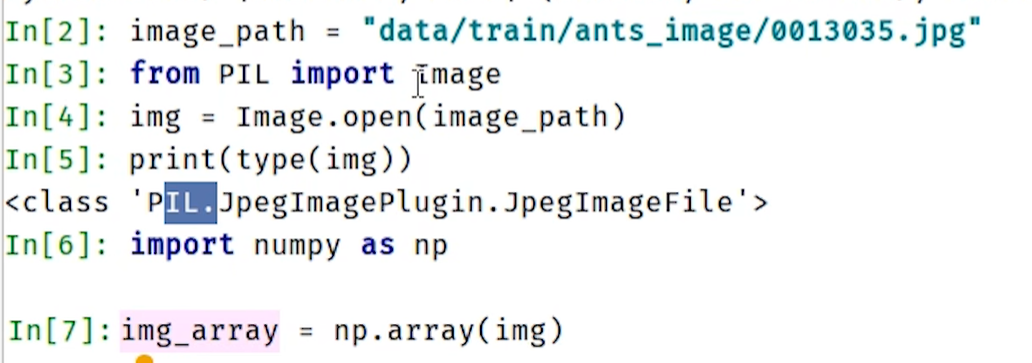 In[2]: image_path = "data/train/ants_image/0013035.jpg"
In[3]: from PIL import Image
In[4]: img = Image.open(image_path)
In[5]: print(type(img))
<class 'PIL.JpegImagePlugin.JpegImageFile'>
In[6]: import numpy as np
In[7]: img_array = np.array(img)